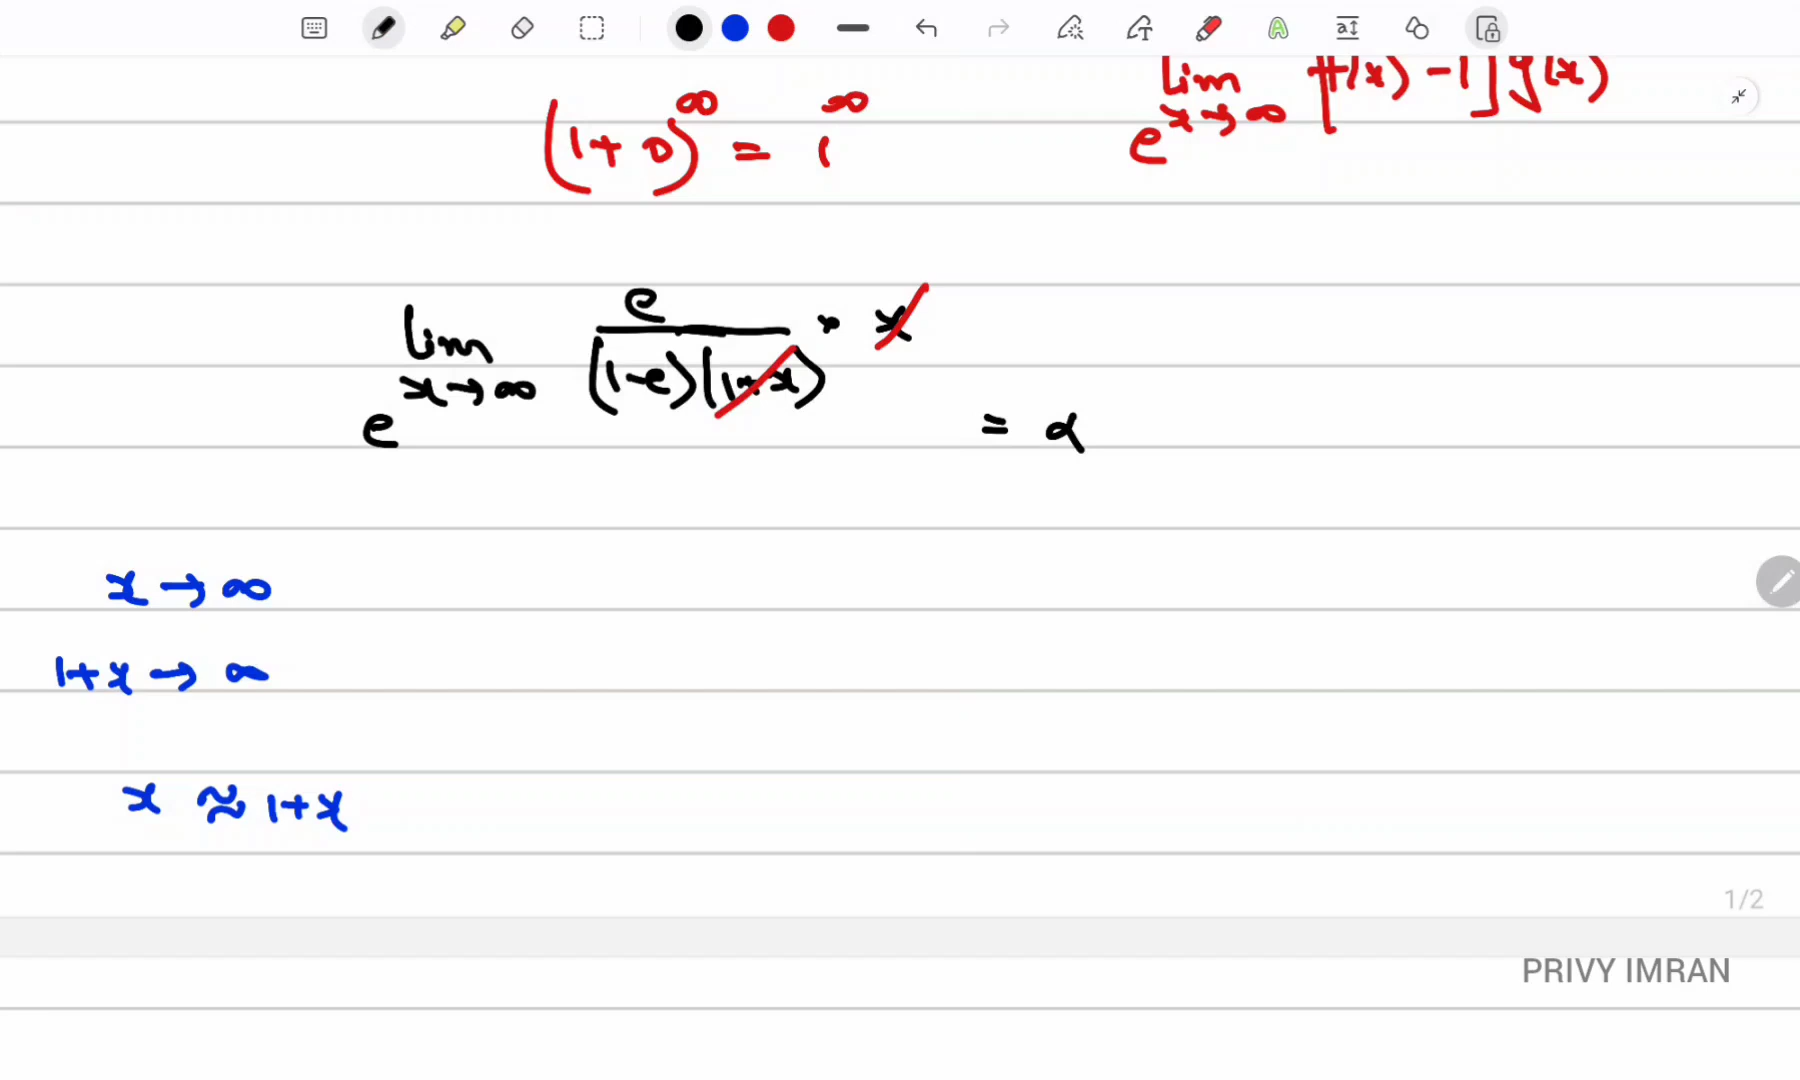 (1+0)^∞ = 1^∞
e^{lim x→∞ [f(x) -1] g(x)}
e^{lim x→∞ e/((1-e)(1+x)) · x} = α
x → ∞
1+x → ∞
x ≈ 1+x
1/2
PRIVY IMRAN